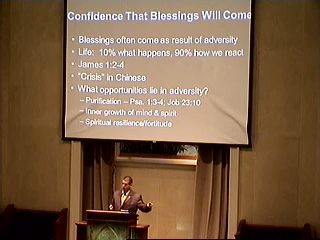 Confidence That Blessings Will Come
• Blessings often come as result of adversity
• Life: 10% what happens, 90% how we react
• James 1:2-4
• "Crisis" in Chinese
• What opportunities lie in adversity?
– Purification – Psa. 1:3-4; Job 23:10
– Inner growth of mind & spirit
– Spiritual resilience/fortitude